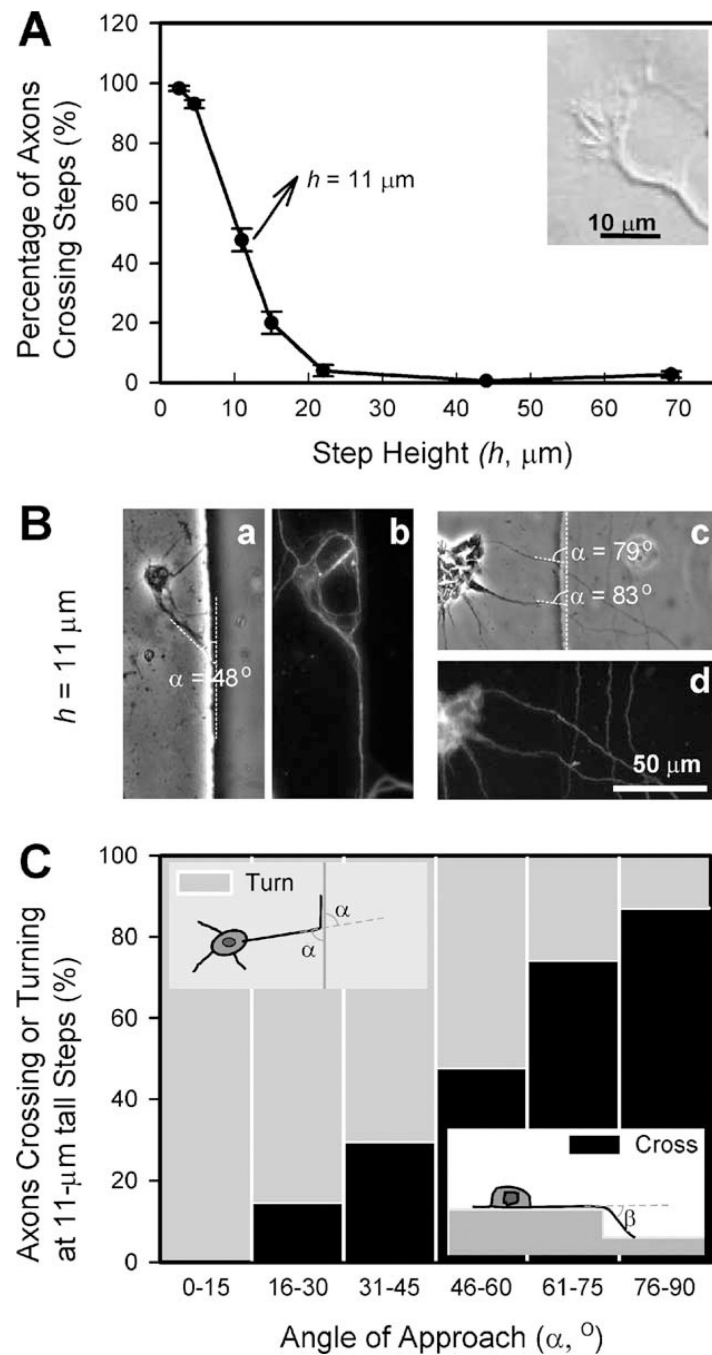 A
Percentage of Axons
Crossing Steps (%)
120
100
80
60
40
20
0
h = 11 μm
10 μm
0 10 20 30 40 50 60 70
Step Height (h, μm)
B
h = 11 μm
a
α = 48°
b
c
α = 79°
α = 83°
d
50 μm
C
Axons Crossing or Turning
at 11-μm tall Steps (%)
100
80
60
40
20
0
Turn
α
α
Cross
β
0-15 16-30 31-45 46-60 61-75 76-90
Angle of Approach (α, °)